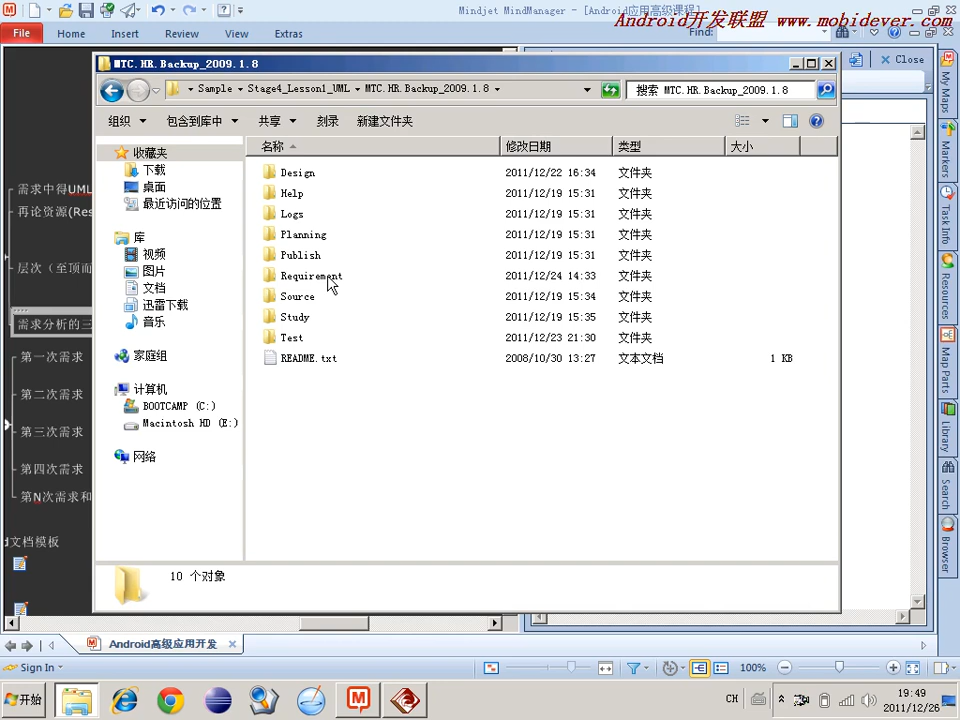 Mindjet MindManager - [Android应用高级课程]
Android开发联盟 www.mobidever.com
File Home Insert Review View Extras Find:
MTC.HR.Backup_2009.1.8
Close
Sample Stage4_Lesson1_UML MTC.HR.Backup_2009.1.8 搜索 MTC.HR.Backup_2009.1.8
组织 包含到库中 共享 刻录 新建文件夹
名称 修改日期 类型 大小
收藏夹
下载
桌面
最近访问的位置
库
视频
图片
文档
迅雷下载
音乐
家庭组
计算机
BOOTCAMP (C:)
Macintosh HD (E:)
网络
Design 2011/12/22 16:34 文件夹
Help 2011/12/19 15:31 文件夹
Logs 2011/12/19 15:31 文件夹
Planning 2011/12/19 15:31 文件夹
Publish 2011/12/19 15:31 文件夹
Requirement 2011/12/24 14:33 文件夹
Source 2011/12/19 15:34 文件夹
Study 2011/12/19 15:35 文件夹
Test 2011/12/23 21:30 文件夹
README.txt 2008/10/30 13:27 文本文档 1 KB
10 个对象
需求中得UML
再论资源(Res
层次（至顶而
需求分析的三
第一次需求
第二次需求
第三次需求
第四次需求
第N次需求和
d文档模板
My Maps
Markers
Task Info
Resources
Map Parts
Library
Search
Browser
Android高级应用开发
Sign In 100%
开始 CH 19:49
2011/12/26